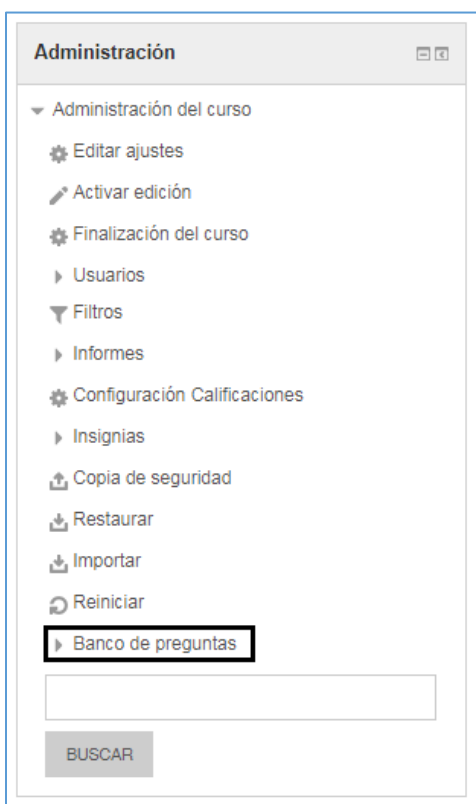 Administración
Administración del curso
Editar ajustes
Activar edición
Finalización del curso
Usuarios
Filtros
Informes
Configuración Calificaciones
Insignias
Copia de seguridad
Restaurar
Importar
Reiniciar
Banco de preguntas
BUSCAR